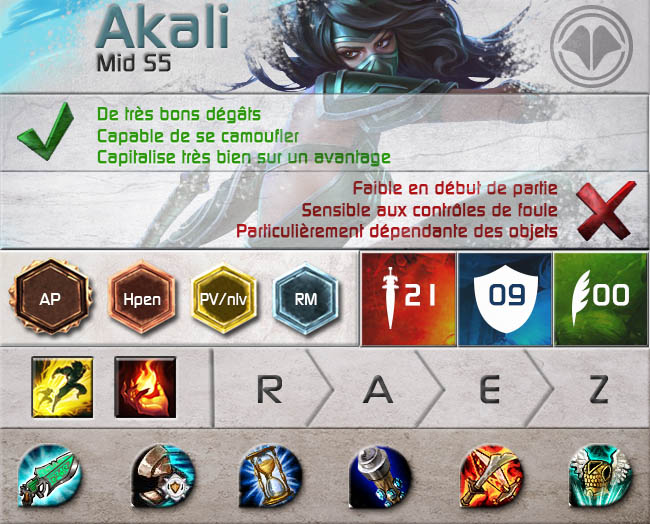 Akali
Mid S5
De très bons dégâts
Capable de se camoufler
Capitalise très bien sur un avantage
Faible en début de partie
Sensible aux contrôles de foule
Particulièrement dépendante des objets
AP
Hpen
PV/nlv
RM
21
09
00
R
A
E
Z